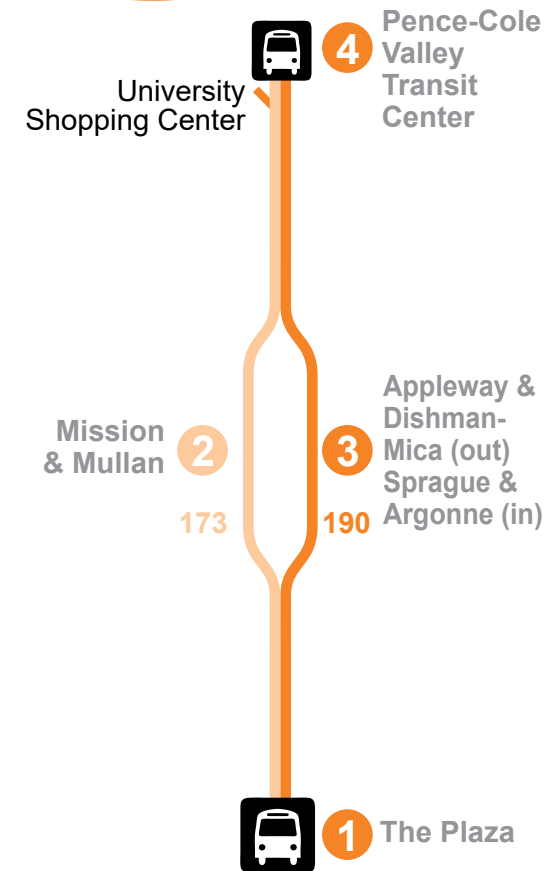 4
Pence-Cole
Valley
Transit
Center
University
Shopping Center
Mission
& Mullan
2
173
3
190
Appleway &
Dishman-
Mica (out)
Sprague &
Argonne (in)
1
The Plaza